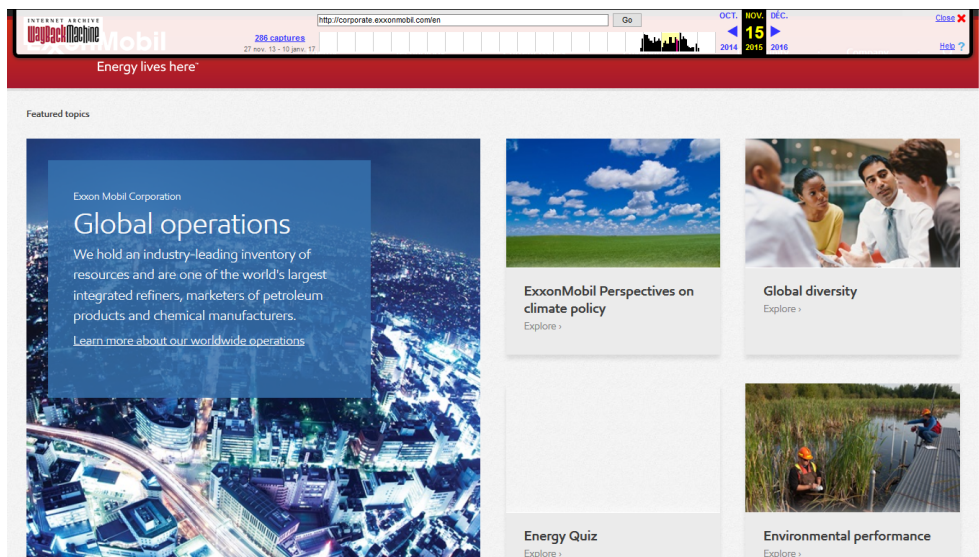 INTERNET ARCHIVE
WayBackMachine
http://corporate.exxonmobil.com/en
Go
286 captures
27 nov. 13 - 10 janv. 17
OCT. NOV. DÉC.
15
2014 2015 2016
Close
Help ?
ExxonMobil
Energy lives here™
Featured topics
Exxon Mobil Corporation
Global operations
We hold an industry-leading inventory of
resources and are one of the world's largest
integrated refiners, marketers of petroleum
products and chemical manufacturers.
Learn more about our worldwide operations
ExxonMobil Perspectives on
climate policy
Explore ›
Global diversity
Explore ›
Energy Quiz
Explore ›
Environmental performance
Explore ›